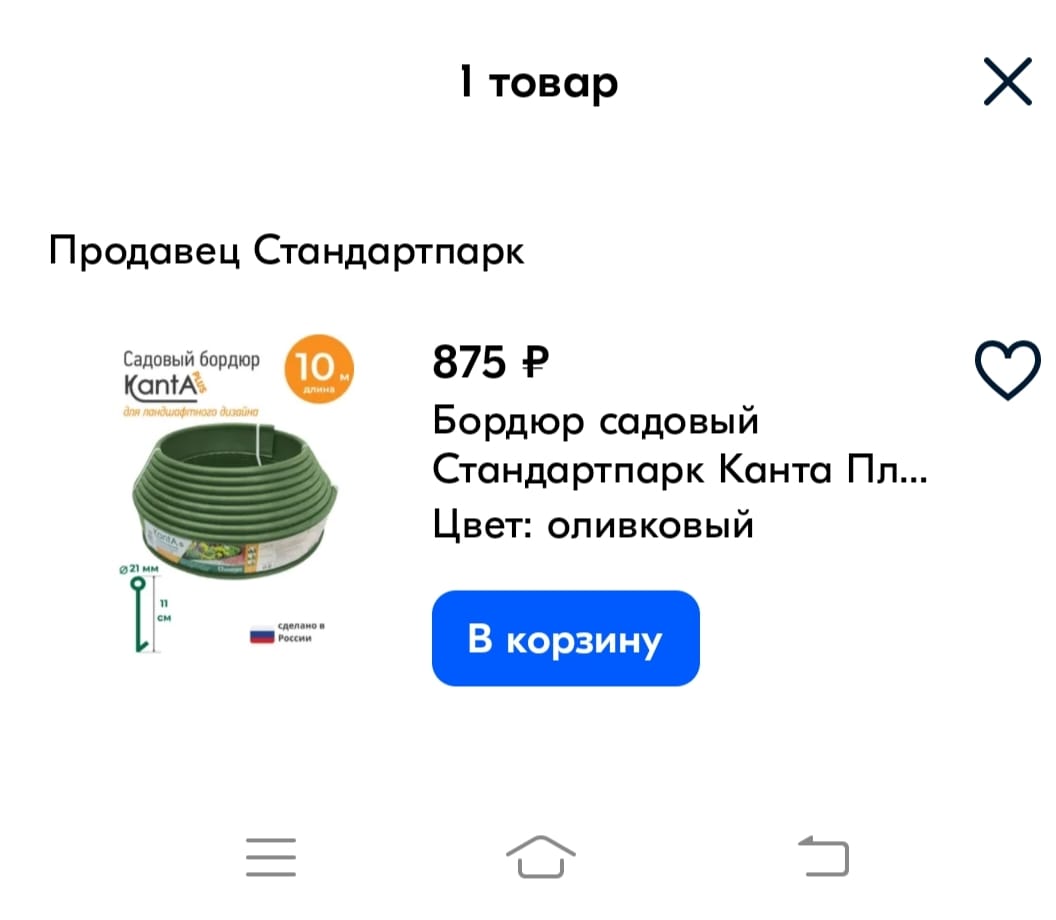 1 товар
Продавец Стандартпарк
Садовый бордюр
KantA PLUS
для ландшафтного дизайна
10 м
длина
KantA
⌀21 мм
11
см
сделано в
России
875 ₽
Бордюр садовый
Стандартпарк Канта Пл...
Цвет: оливковый
В корзину